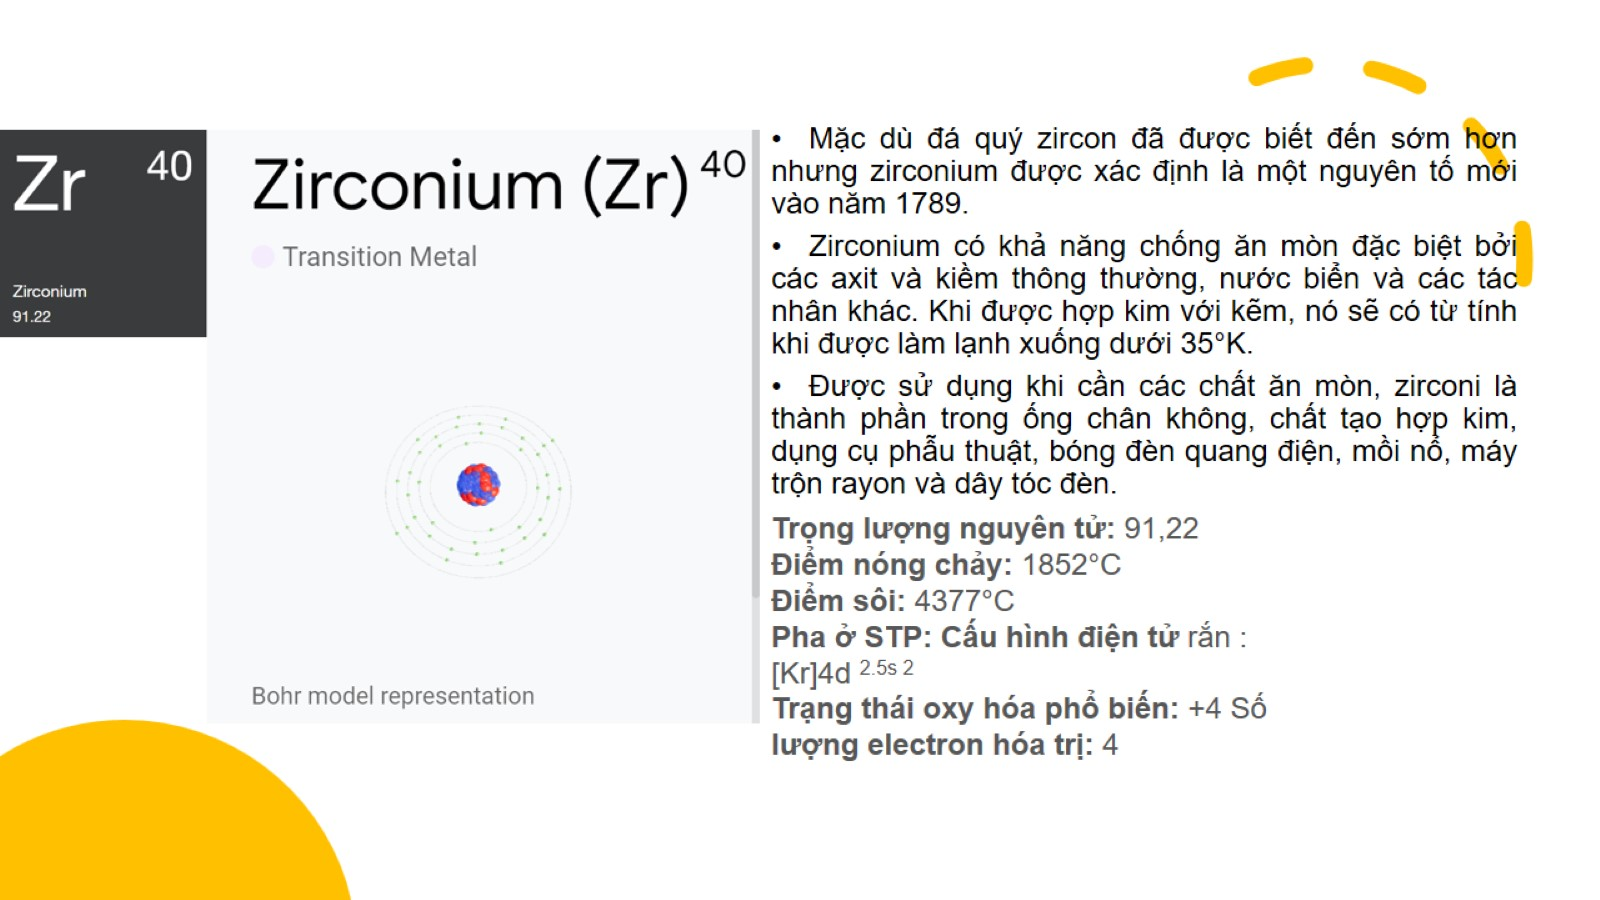 Zr 40
Zirconium
91.22
Zirconium (Zr) 40
Transition Metal
Bohr model representation
• Mặc dù đá quý zircon đã được biết đến sớm hơn
nhưng zirconium được xác định là một nguyên tố mới
vào năm 1789.
• Zirconium có khả năng chống ăn mòn đặc biệt bởi
các axit và kiềm thông thường, nước biển và các tác
nhân khác. Khi được hợp kim với kẽm, nó sẽ có từ tính
khi được làm lạnh xuống dưới 35°K.
• Được sử dụng khi cần các chất ăn mòn, zirconi là
thành phần trong ống chân không, chất tạo hợp kim,
dụng cụ phẫu thuật, bóng đèn quang điện, mồi nổ, máy
trộn rayon và dây tóc đèn.
Trọng lượng nguyên tử: 91,22
Điểm nóng chảy: 1852°C
Điểm sôi: 4377°C
Pha ở STP: Cấu hình điện tử rắn :
[Kr]4d 2.5s 2
Trạng thái oxy hóa phổ biến: +4 Số
lượng electron hóa trị: 4